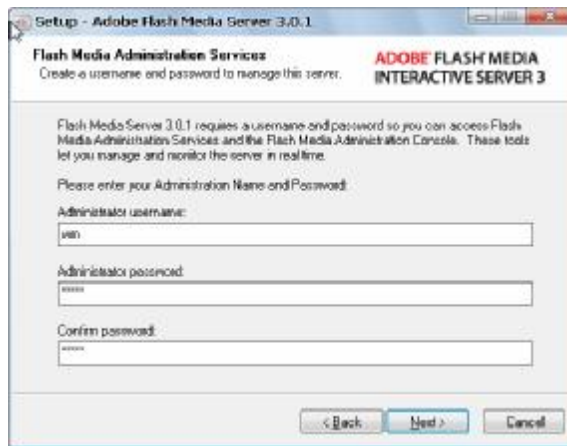 Setup - Adobe Flash Media Server 3.0.1
Flash Media Administration Services
Create a username and password to manage this server.
ADOBE® FLASH® MEDIA
INTERACTIVE SERVER 3
Flash Media Server 3.0.1 requires a username and password so you can access Flash
Media Administration Services and the Flash Media Administration Console. These tools
let you manage and monitor the server in real time.
Please enter your Administration Name and Password:
Administrator username:
Administrator password:
*****
Confirm password:
*****
< Back
Next >
Cancel